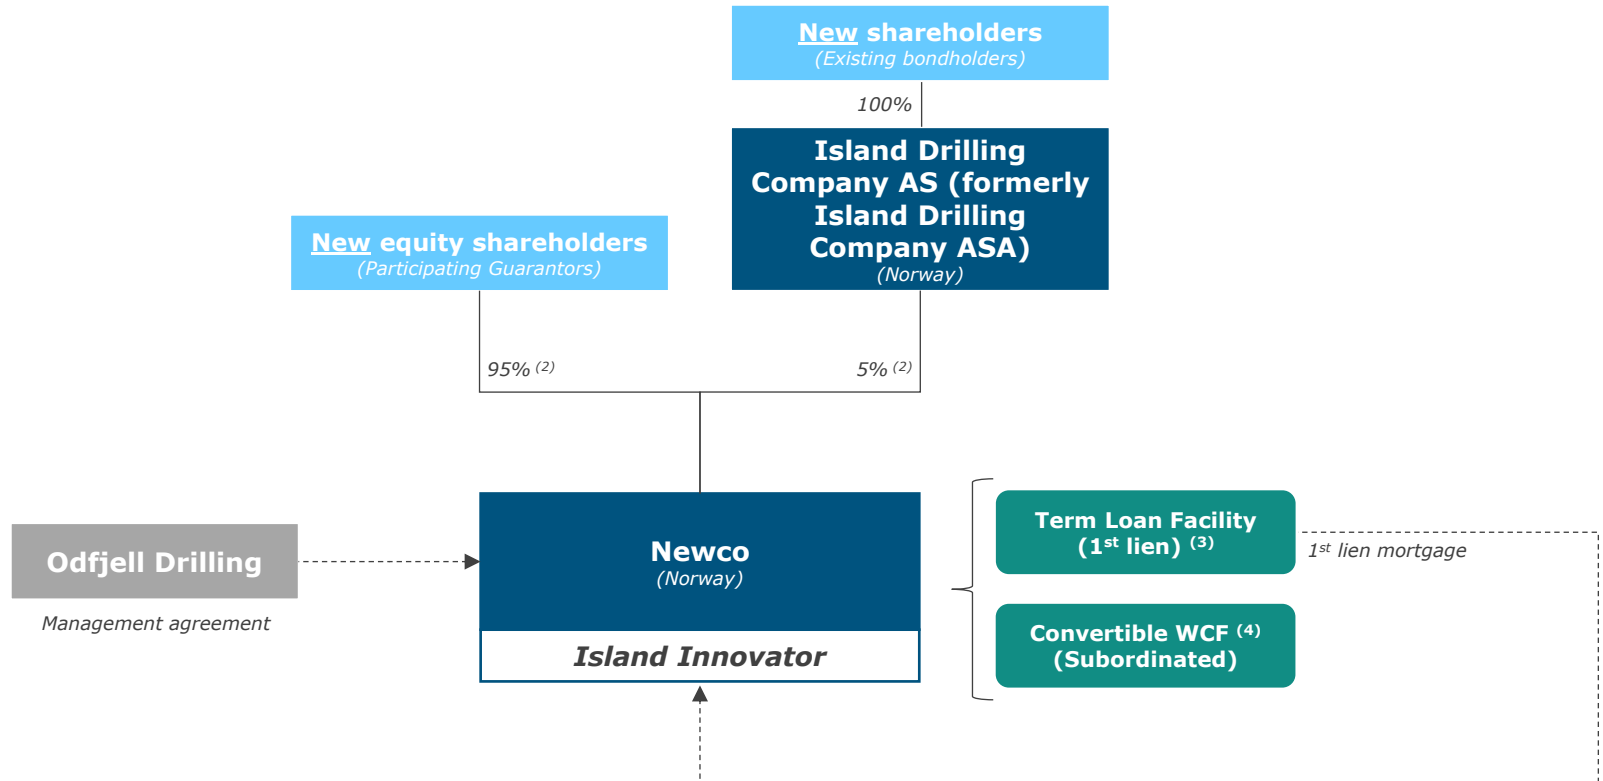 New shareholders
(Existing bondholders)
100%
Island Drilling
Company AS (formerly
Island Drilling
Company ASA)
(Norway)
New equity shareholders
(Participating Guarantors)
95% (2)
5% (2)
Odfjell Drilling
Management agreement
Newco
(Norway)
Island Innovator
Term Loan Facility
(1st lien) (3)
1st lien mortgage
Convertible WCF (4)
(Subordinated)